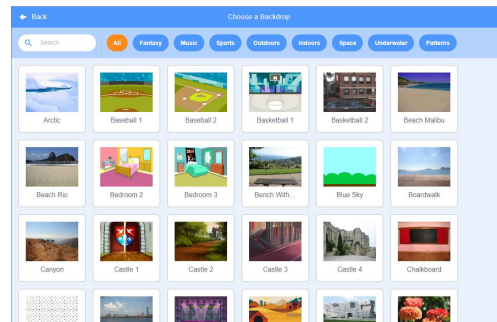 Back Choose a Backdrop
Search All Fantasy Music Sports Outdoors Indoors Space Underwater Patterns
Arctic Baseball 1 Baseball 2 Basketball 1 Basketball 2 Beach Malibu
Beach Rio Bedroom 2 Bedroom 3 Bench With... Blue Sky Boardwalk
Canyon Castle 1 Castle 2 Castle 3 Castle 4 Chalkboard